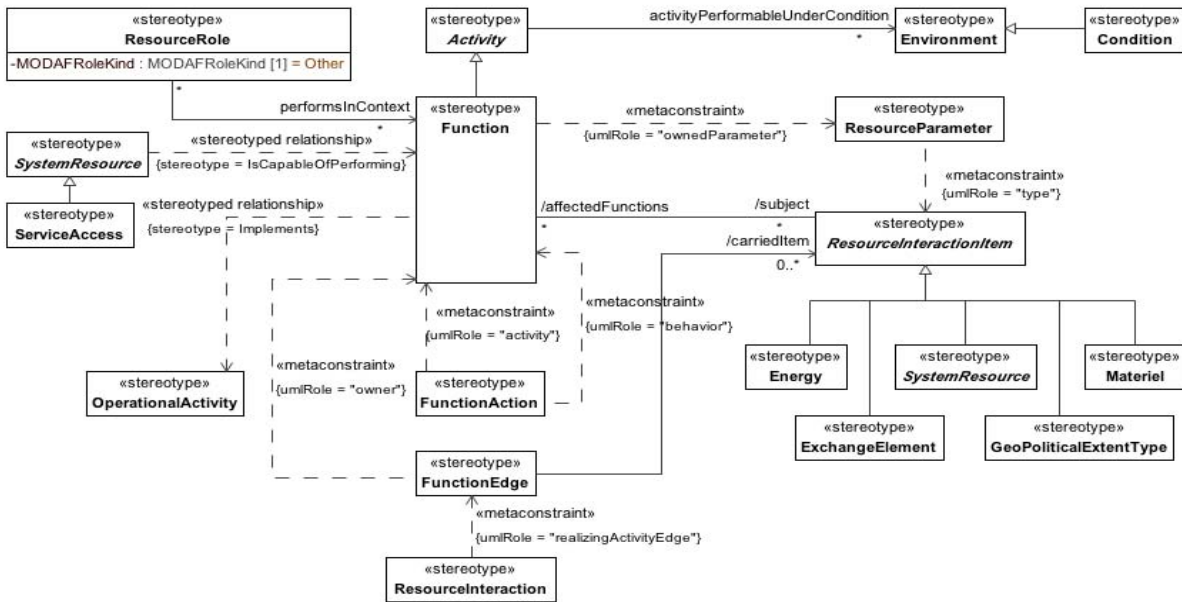 «stereotype»
ResourceRole
-MODAFRoleKind : MODAFRoleKind [1] = Other
«stereotype»
Activity
activityPerformableUnderCondition
*
«stereotype»
Environment
«stereotype»
Condition
*
performsInContext
*
«stereotype»
Function
«metaconstraint»
{umlRole = "ownedParameter"}
«stereotype»
ResourceParameter
«stereotype»
SystemResource
«stereotyped relationship»
{stereotype = IsCapableOfPerforming}
«metaconstraint»
{umlRole = "type"}
«stereotype»
ServiceAccess
«stereotyped relationship»
{stereotype = Implements}
/affectedFunctions
*
/subject
*
/carriedItem
0..*
«stereotype»
ResourceInteractionItem
«metaconstraint»
{umlRole = "activity"}
«metaconstraint»
{umlRole = "behavior"}
«metaconstraint»
{umlRole = "owner"}
«stereotype»
OperationalActivity
«stereotype»
FunctionAction
«stereotype»
Energy
«stereotype»
SystemResource
«stereotype»
Materiel
«stereotype»
ExchangeElement
«stereotype»
GeoPoliticalExtentType
«stereotype»
FunctionEdge
«metaconstraint»
{umlRole = "realizingActivityEdge"}
«stereotype»
ResourceInteraction